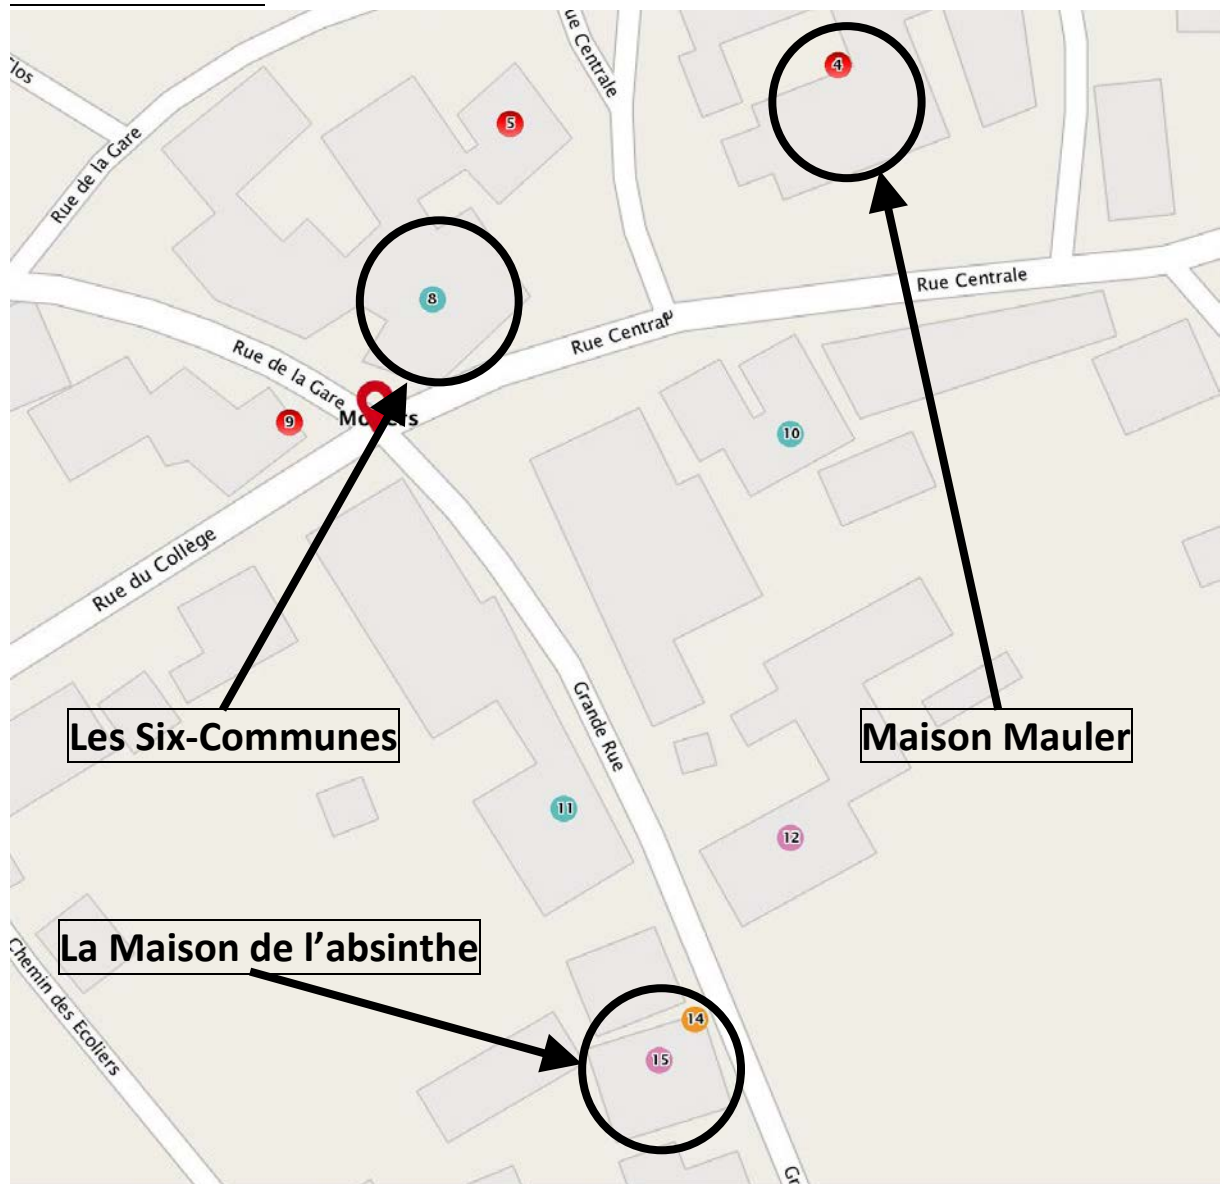 ue Centrale
4
los
5
Rue de la Gare
Rue Centrale
8
Rue Centrale
Rue de la Gare
9
10
Rue du Collège
Grande Rue
Les Six-Communes
Maison Mauler
11
12
La Maison de l’absinthe
Chemin des Ecoliers
14
15
Gr